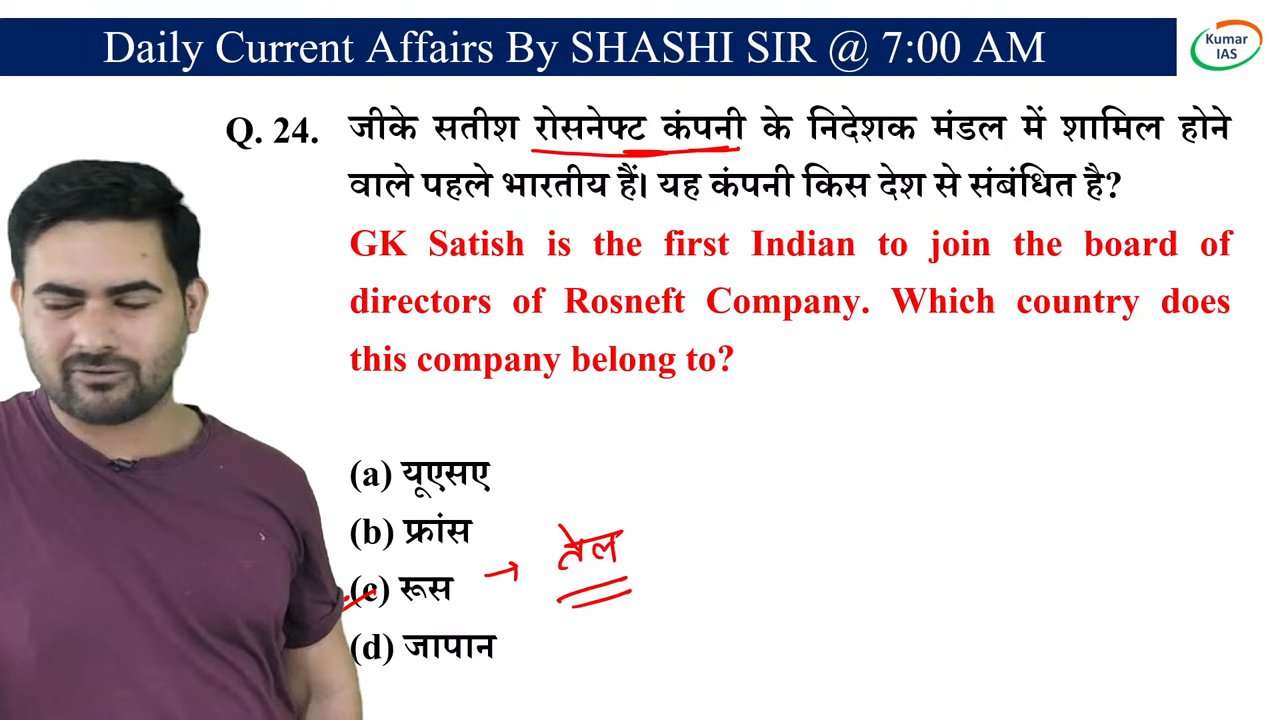 Daily Current Affairs By SHASHI SIR @ 7:00 AM
Kumar
IAS
Q. 24. जीके सतीश रोसनेफ्ट कंपनी के निदेशक मंडल में शामिल होने
वाले पहले भारतीय हैं। यह कंपनी किस देश से संबंधित है?
GK Satish is the first Indian to join the board of
directors of Rosneft Company. Which country does
this company belong to?
(a) यूएसए
(b) फ्रांस
(c) रूस → तेल
(d) जापान